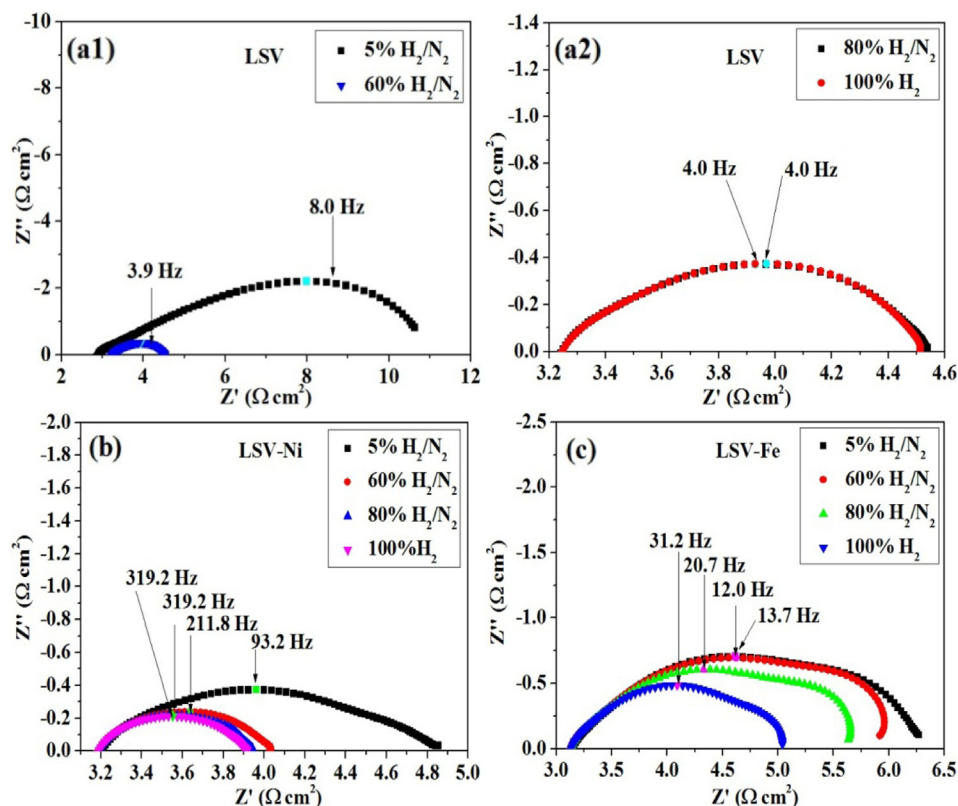 (a1)
LSV
5% H₂/N₂
60% H₂/N₂
8.0 Hz
3.9 Hz
-10
-8
-6
-4
-2
0
2
4
6
8
10
12
Z'' (Ω cm²)
Z' (Ω cm²)
(a2)
LSV
80% H₂/N₂
100% H₂
4.0 Hz
4.0 Hz
-1.4
-1.2
-1.0
-0.8
-0.6
-0.4
-0.2
0.0
3.2
3.4
3.6
3.8
4.0
4.2
4.4
4.6
Z'' (Ω cm²)
Z' (Ω cm²)
(b)
LSV-Ni
5% H₂/N₂
60% H₂/N₂
80% H₂/N₂
100%H₂
319.2 Hz
319.2 Hz
211.8 Hz
93.2 Hz
-2.0
-1.8
-1.6
-1.4
-1.2
-1.0
-0.8
-0.6
-0.4
-0.2
0.0
3.2
3.6
4.0
4.4
4.8
5.0
Z'' (Ω cm²)
Z' (Ω cm²)
(c)
LSV-Fe
5% H₂/N₂
60% H₂/N₂
80% H₂/N₂
100% H₂
31.2 Hz
20.7 Hz
12.0 Hz
13.7 Hz
-2.5
-2.0
-1.5
-1.0
-0.5
0.0
3.0
3.5
4.0
4.5
5.0
5.5
6.0
6.5
Z'' (Ω cm²)
Z' (Ω cm²)